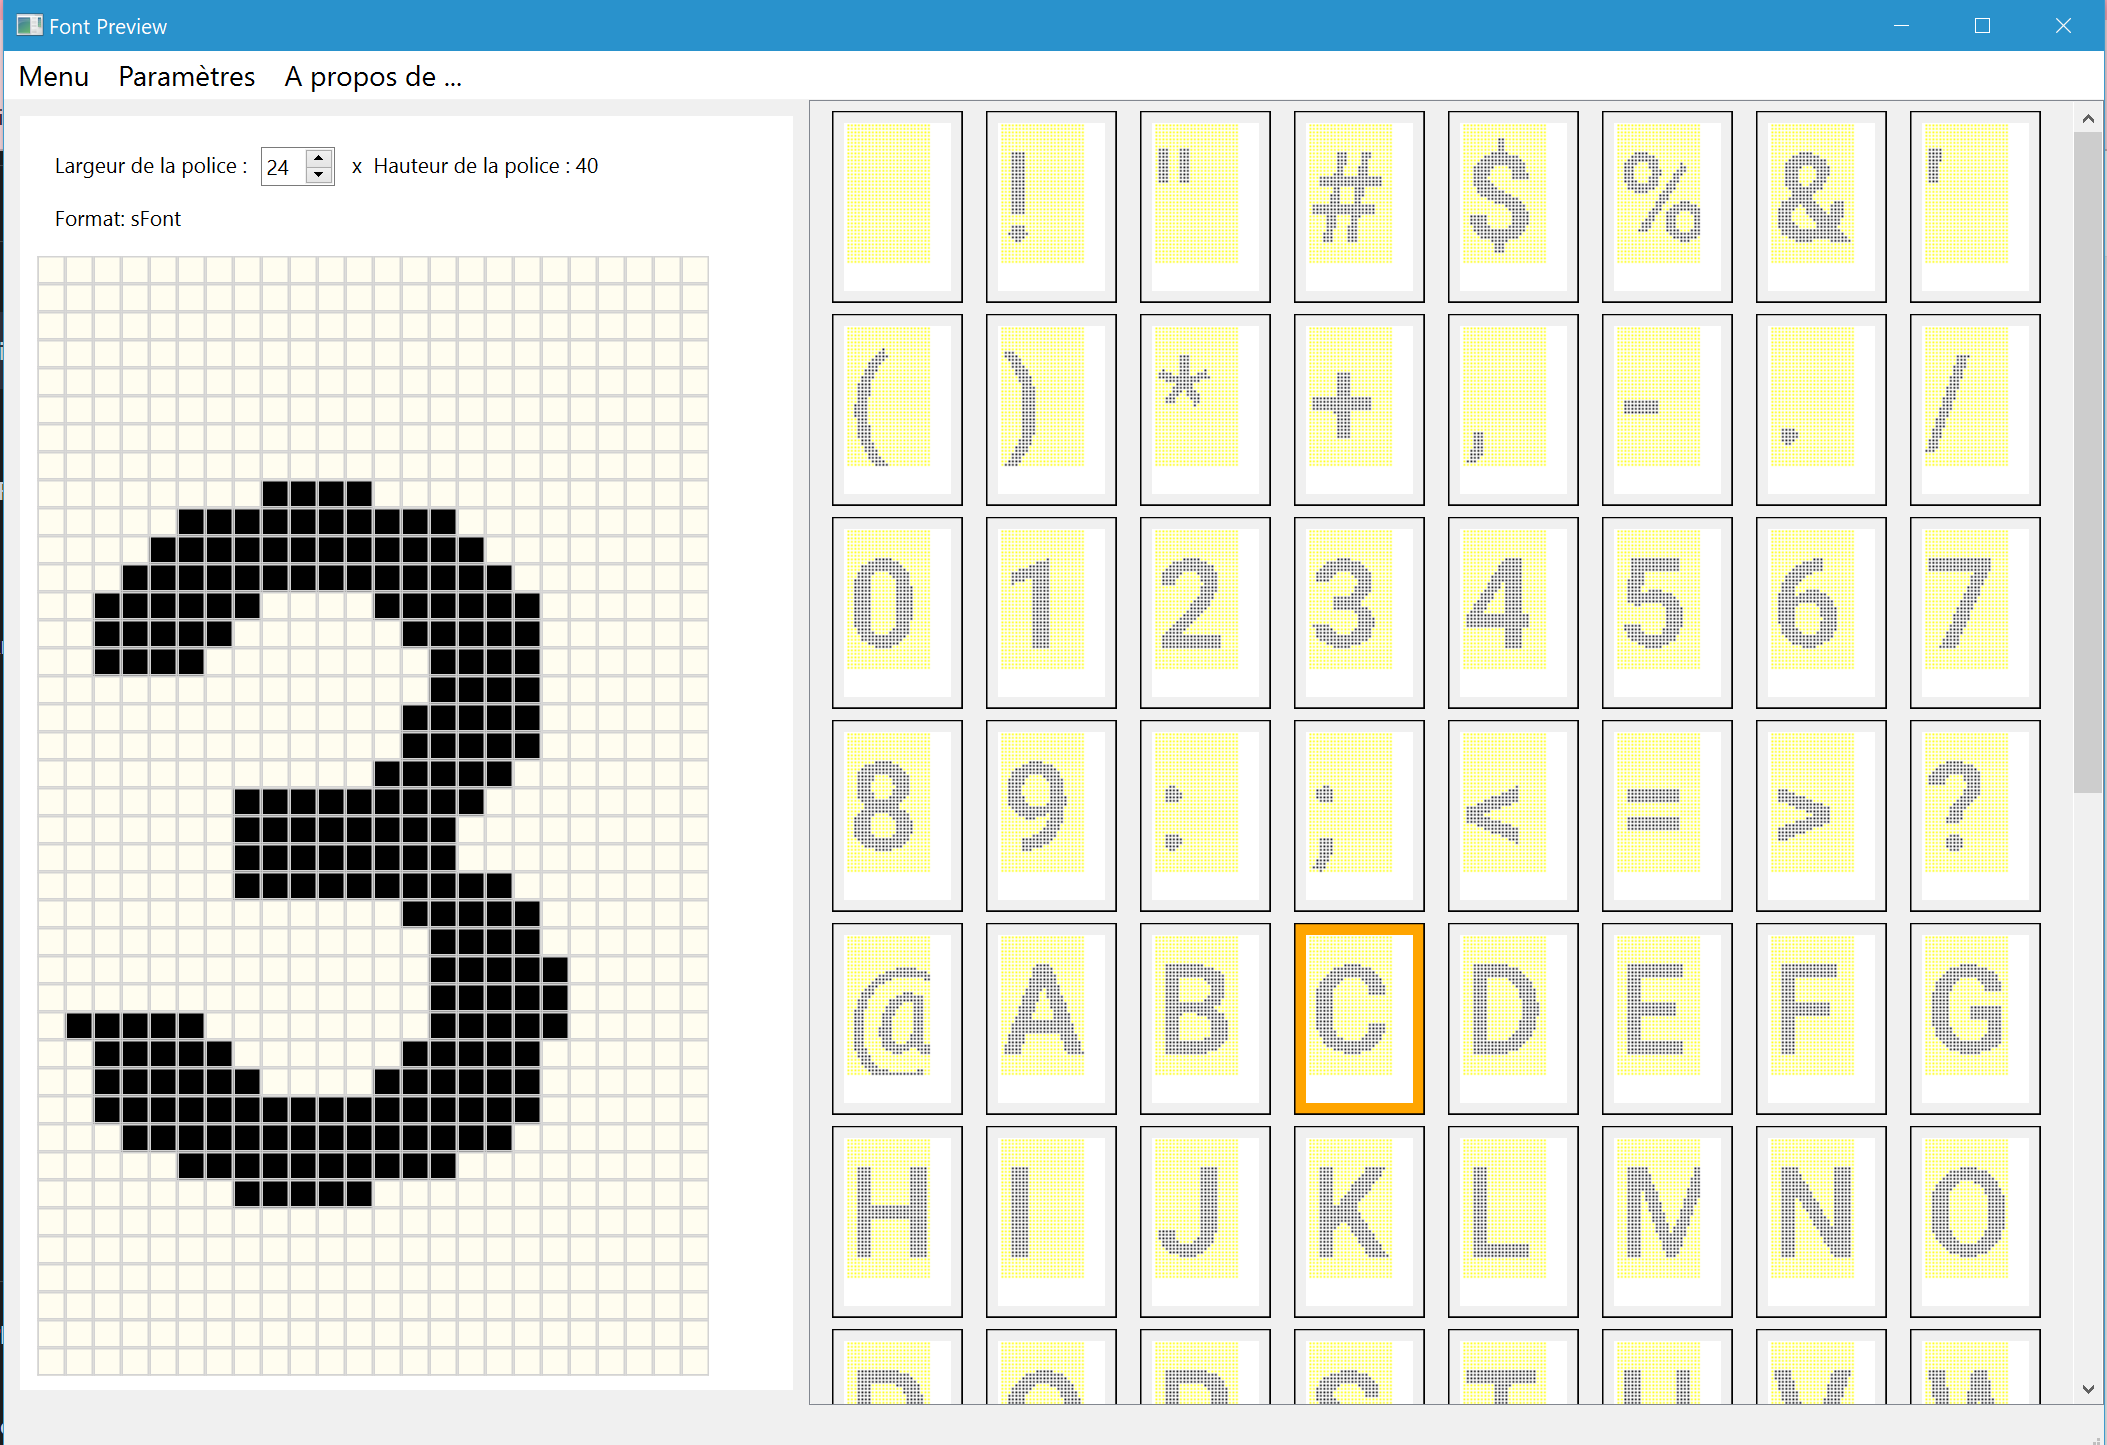 Font Preview
Menu Paramètres A propos de ...
Largeur de la police : 24 x Hauteur de la police : 40
Format: sFont
3
! " # $ % & '
( ) * + , - . /
0 1 2 3 4 5 6 7
8 9 : ; < = > ?
@ A B C D E F G
H I J K L M N O